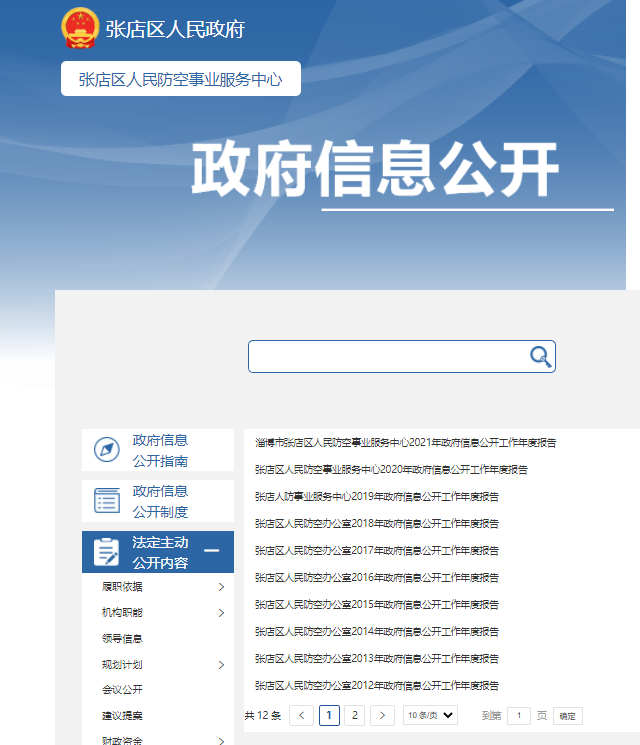 张店区人民政府
张店区人民防空事业服务中心
政府信息公开
政府信息
公开指南
政府信息
公开制度
法定主动
公开内容
履职依据
机构职能
领导信息
规划计划
会议公开
建议提案
财政资金
淄博市张店区人民防空事业服务中心2021年政府信息公开工作年度报告
张店区人民防空事业服务中心2020年政府信息公开工作年度报告
张店人防事业服务中心2019年政府信息公开工作年度报告
张店区人民防空办公室2018年政府信息公开工作年度报告
张店区人民防空办公室2017年政府信息公开工作年度报告
张店区人民防空办公室2016年政府信息公开工作年度报告
张店区人民防空办公室2015年政府信息公开工作年度报告
张店区人民防空办公室2014年政府信息公开工作年度报告
张店区人民防空办公室2013年政府信息公开工作年度报告
张店区人民防空办公室2012年政府信息公开工作年度报告
共 12 条 1 2 10 条/页 到第 1 页 确定